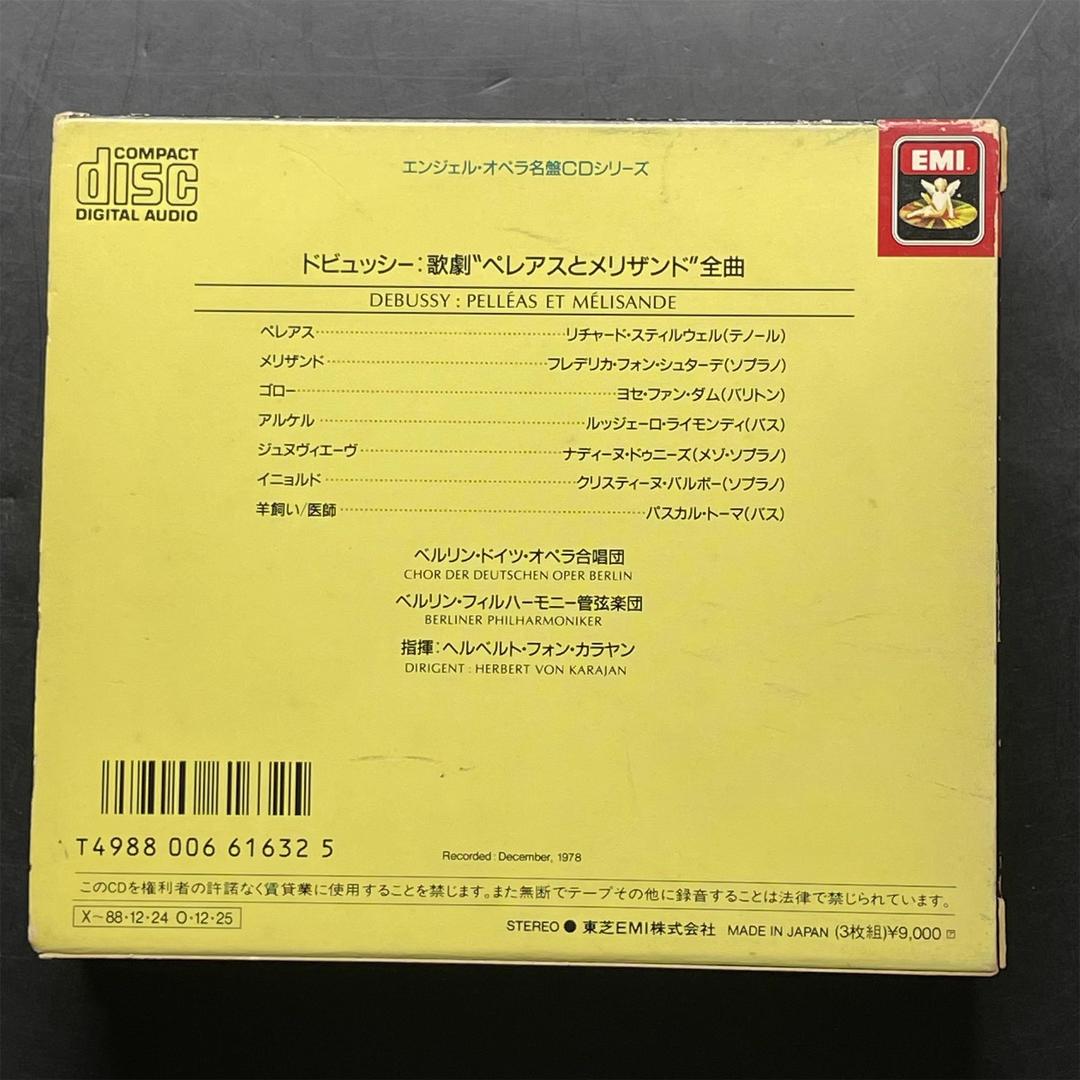 COMPACT
disc
DIGITAL AUDIO
エンジェル・オペラ名盤CDシリーズ
EMI
ドビュッシー：歌劇“ペレアスとメリザンド”全曲
DEBUSSY : PELLÉAS ET MÉLISANDE
ペレアス…………リチャード・スティルウェル(テノール)
メリザンド…………フレデリカ・フォン・シュターデ(ソプラノ)
ゴロー…………ヨセ・ファン・ダム(バリトン)
アルケル…………ルッジェーロ・ライモンディ(バス)
ジュヌヴィエーヴ…………ナディーヌ・ドゥニーズ(メゾ・ソプラノ)
イニョルド…………クリスティーヌ・バルボー(ソプラノ)
羊飼い/医師…………パスカル・トーマ(バス)
ベルリン・ドイツ・オペラ合唱団
CHOR DER DEUTSCHEN OPER BERLIN
ベルリン・フィルハーモニー管弦楽団
BERLINER PHILHARMONIKER
指揮：ヘルベルト・フォン・カラヤン
DIRIGENT : HERBERT VON KARAJAN
T4988 006 61632 5
Recorded : December, 1978
このCDを権利者の許諾なく賃貸業に使用することを禁じます。また無断でテープその他に録音することは法律で禁じられています。
X〜88・12・24 O・12・25
STEREO ● 東芝EMI株式会社 MADE IN JAPAN (3枚組)¥9,000